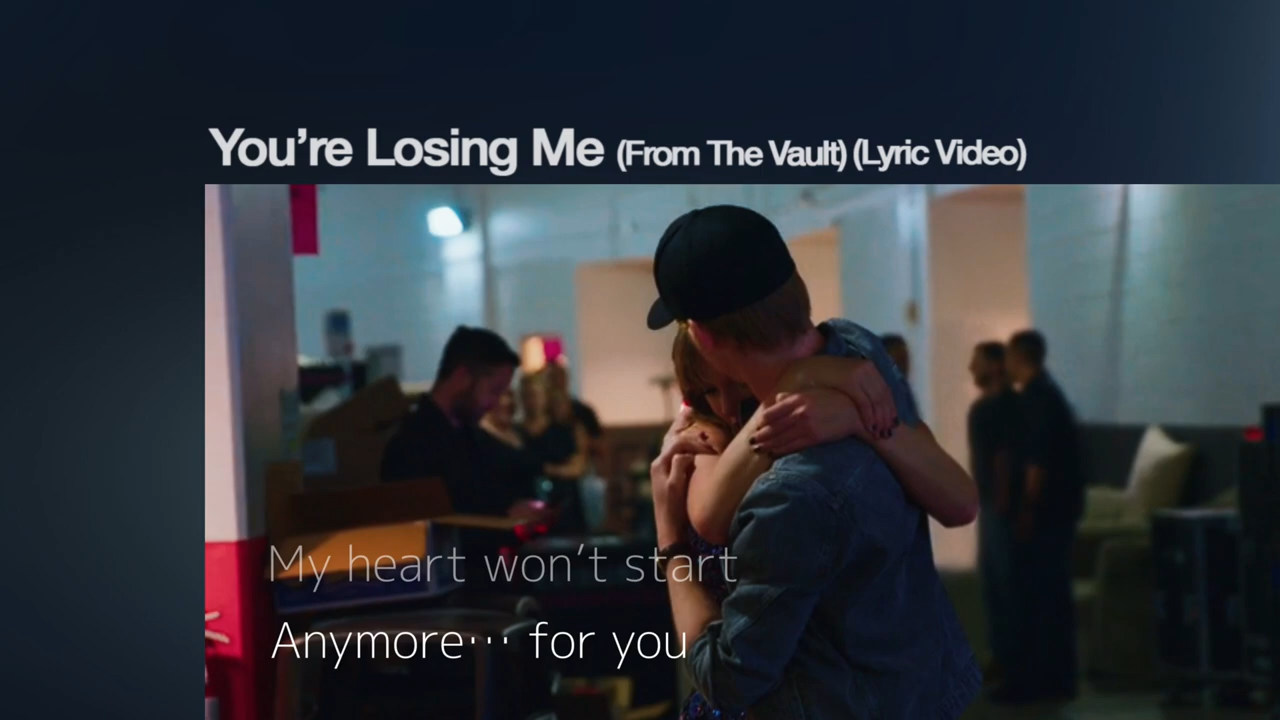 You’re Losing Me (From The Vault) (Lyric Video)
My heart won’t start
Anymore··· for you